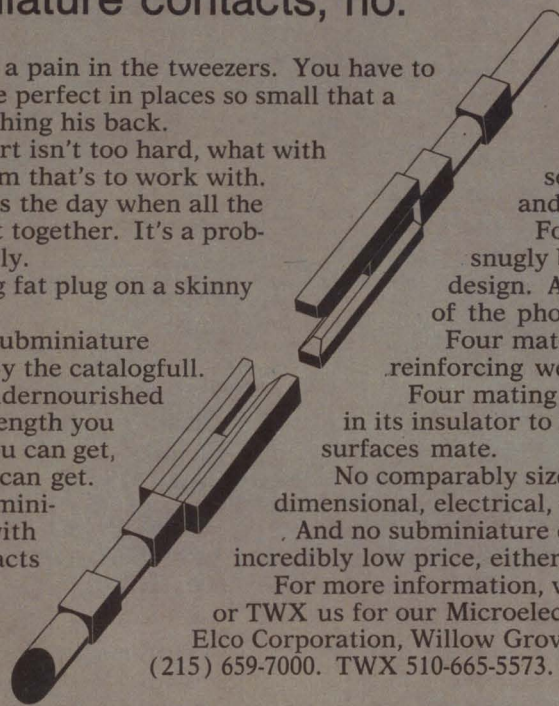 iature contacts, no.
a pain in the tweezers. You have to
e perfect in places so small that a
hing his back.
rt isn't too hard, what with
m that's to work with.
s the day when all the
t together. It's a prob-
ly.
g fat plug on a skinny
ubminiature
y the catalogfull.
dernourished
ength you
u can get,
can get.
mini-
with
acts
se
and
Fo
snugly b
design. A
of the pho
Four mat
reinforcing we
Four mating
in its insulator to
surfaces mate.
No comparably size
dimensional, electrical,
And no subminiature c
incredibly low price, either
For more information, w
or TWX us for our Microelec
Elco Corporation, Willow Grov
(215) 659-7000. TWX 510-665-5573.